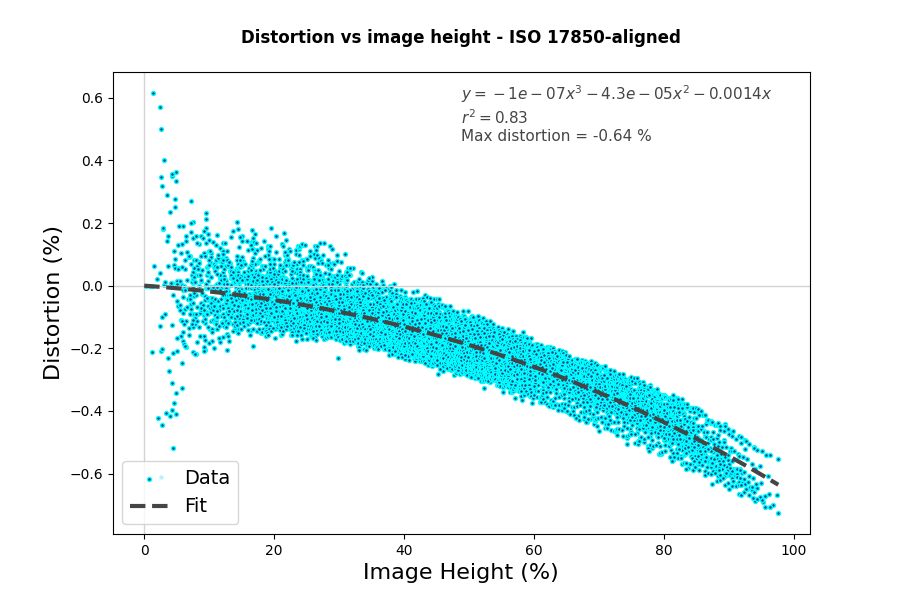 Distortion vs image height - ISO 17850-aligned
y = −1e − 07x³ − 4.3e − 05x² − 0.0014x
r² = 0.83
Max distortion = -0.64 %
Distortion (%)
0.6
0.4
0.2
0.0
−0.2
−0.4
−0.6
Data
Fit
0 20 40 60 80 100
Image Height (%)